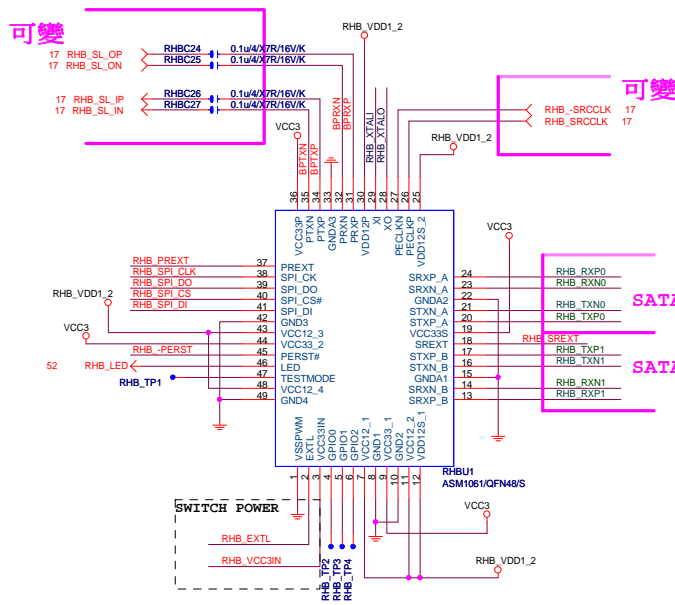 可變
17 RHB_SL_OP RHBC24 0.1u/4/X7R/16V/K
17 RHB_SL_ON RHBC25 0.1u/4/X7R/16V/K
17 RHB_SL_IP RHBC26 0.1u/4/X7R/16V/K
17 RHB_SL_IN RHBC27 0.1u/4/X7R/16V/K
RHB_VDD1_2
可變
RHB_-SRCCLK 17
RHB_SRCCLK 17
VCC3
BPTXN
BPTXP
BPRXN
BPRXP
RHB_XTALI
RHB_XTALO
RHB_VDD1_2
36 VCC33P
35 PTXN
34 PTXP
33 GNDA3
32 PRXN
31 PRXP
30 VDD12P
29 XI
28 XO
27 PECLKN
26 PECLKP
25 VDD12S_2
VCC3
RHB_PREXT 37 PREXT
RHB_SPI_CLK 38 SPI_CK
RHB_SPI_DO 39 SPI_DO
RHB_SPI_CS 40 SPI_CS#
RHB_SPI_DI 41 SPI_DI
42 GND3
RHB_VDD1_2 43 VCC12_3
VCC3 44 VCC33_2
RHB_-PERST 45 PERST#
52 RHB_LED 46 LED
RHB_TP1 47 TESTMODE
48 VCC12_4
49 GND4
SRXP_A 24 RHB_RXP0
SRXN_A 23 RHB_RXN0
GNDA2 22
STXN_A 21 RHB_TXN0
STXP_A 20 RHB_TXP0
VCC33S 19
SREXT 18 RHB_SREXT
STXP_B 17 RHB_TXP1
STXN_B 16 RHB_TXN1
GNDA1 15
SRXN_B 14 RHB_RXN1
SRXP_B 13 RHB_RXP1
VSSPWM 1
EXTL 2
VCC33IN 3
GPIO0 4
GPIO1 5
GPIO2 6
VCC12_1 7
GND1 8
VCC33_1 9
GND2 10
VCC12_2 11
VDD12S_1 12
RHBU1
ASM1061/QFN48/S
SWITCH POWER
RHB_EXTL
RHB_VCC3IN
RHB_TP2
RHB_TP3
RHB_TP4
VCC3
RHB_VDD1_2